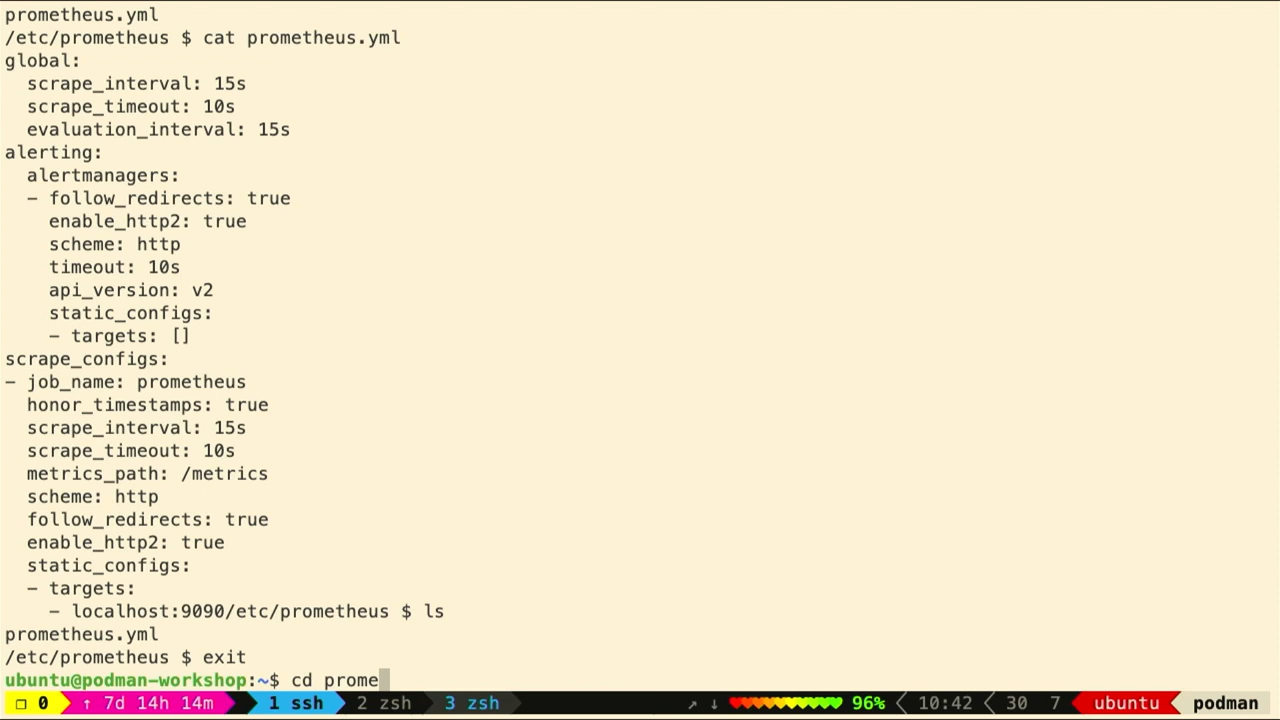 prometheus.yml
/etc/prometheus $ cat prometheus.yml
global:
  scrape_interval: 15s
  scrape_timeout: 10s
  evaluation_interval: 15s
alerting:
  alertmanagers:
  - follow_redirects: true
    enable_http2: true
    scheme: http
    timeout: 10s
    api_version: v2
    static_configs:
    - targets: []
scrape_configs:
- job_name: prometheus
  honor_timestamps: true
  scrape_interval: 15s
  scrape_timeout: 10s
  metrics_path: /metrics
  scheme: http
  follow_redirects: true
  enable_http2: true
  static_configs:
  - targets:
    - localhost:9090/etc/prometheus $ ls
prometheus.yml
/etc/prometheus $ exit
ubuntu@podman-workshop:~$ cd prome
❐ 0 ↑ 7d 14h 14m 1 ssh 2 zsh 3 zsh ↗ ↓ ♥♥♥♥♥♥♥♥♥♥ 96% 10:42 30 7 ubuntu podman